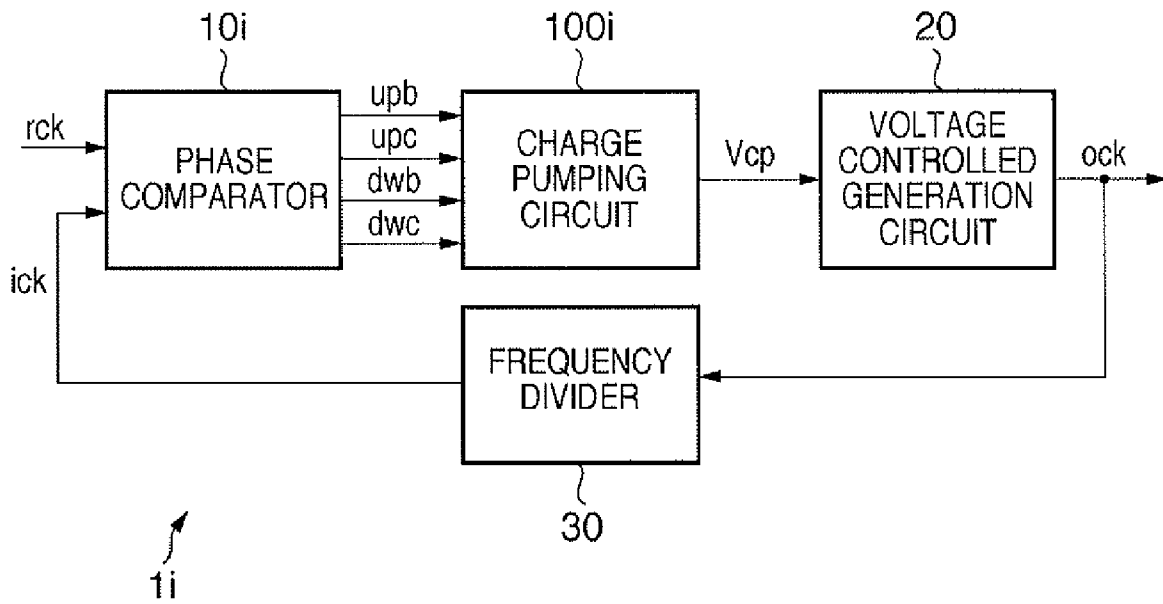 10i
100i
20
rck
ick
PHASE
COMPARATOR
upb
upc
dwb
dwc
CHARGE
PUMPING
CIRCUIT
Vcp
VOLTAGE
CONTROLLED
GENERATION
CIRCUIT
ock
FREQUENCY
DIVIDER
30
1i